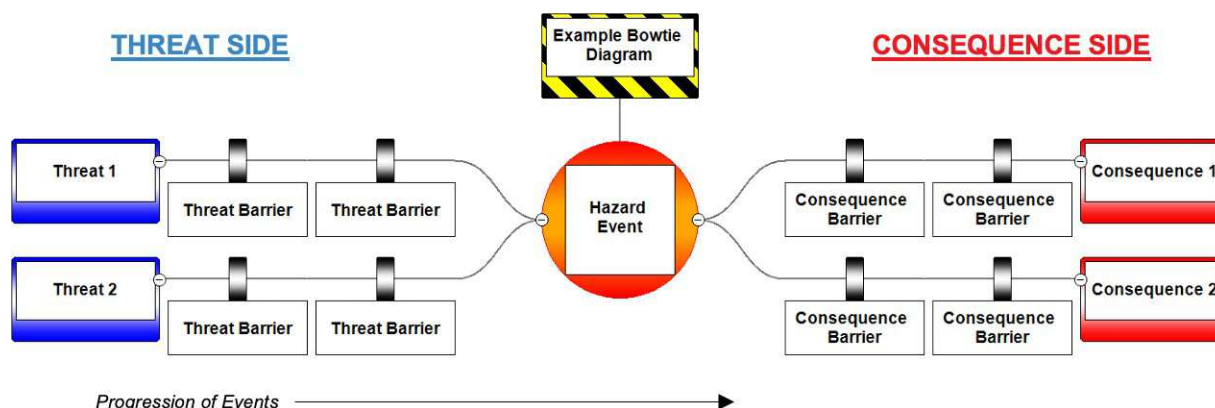 THREAT SIDE
Example Bowtie
Diagram
CONSEQUENCE SIDE
Threat 1
Threat Barrier
Threat Barrier
Hazard
Event
Consequence
Barrier
Consequence
Barrier
Consequence 1
Threat 2
Threat Barrier
Threat Barrier
Consequence
Barrier
Consequence
Barrier
Consequence 2
Progression of Events